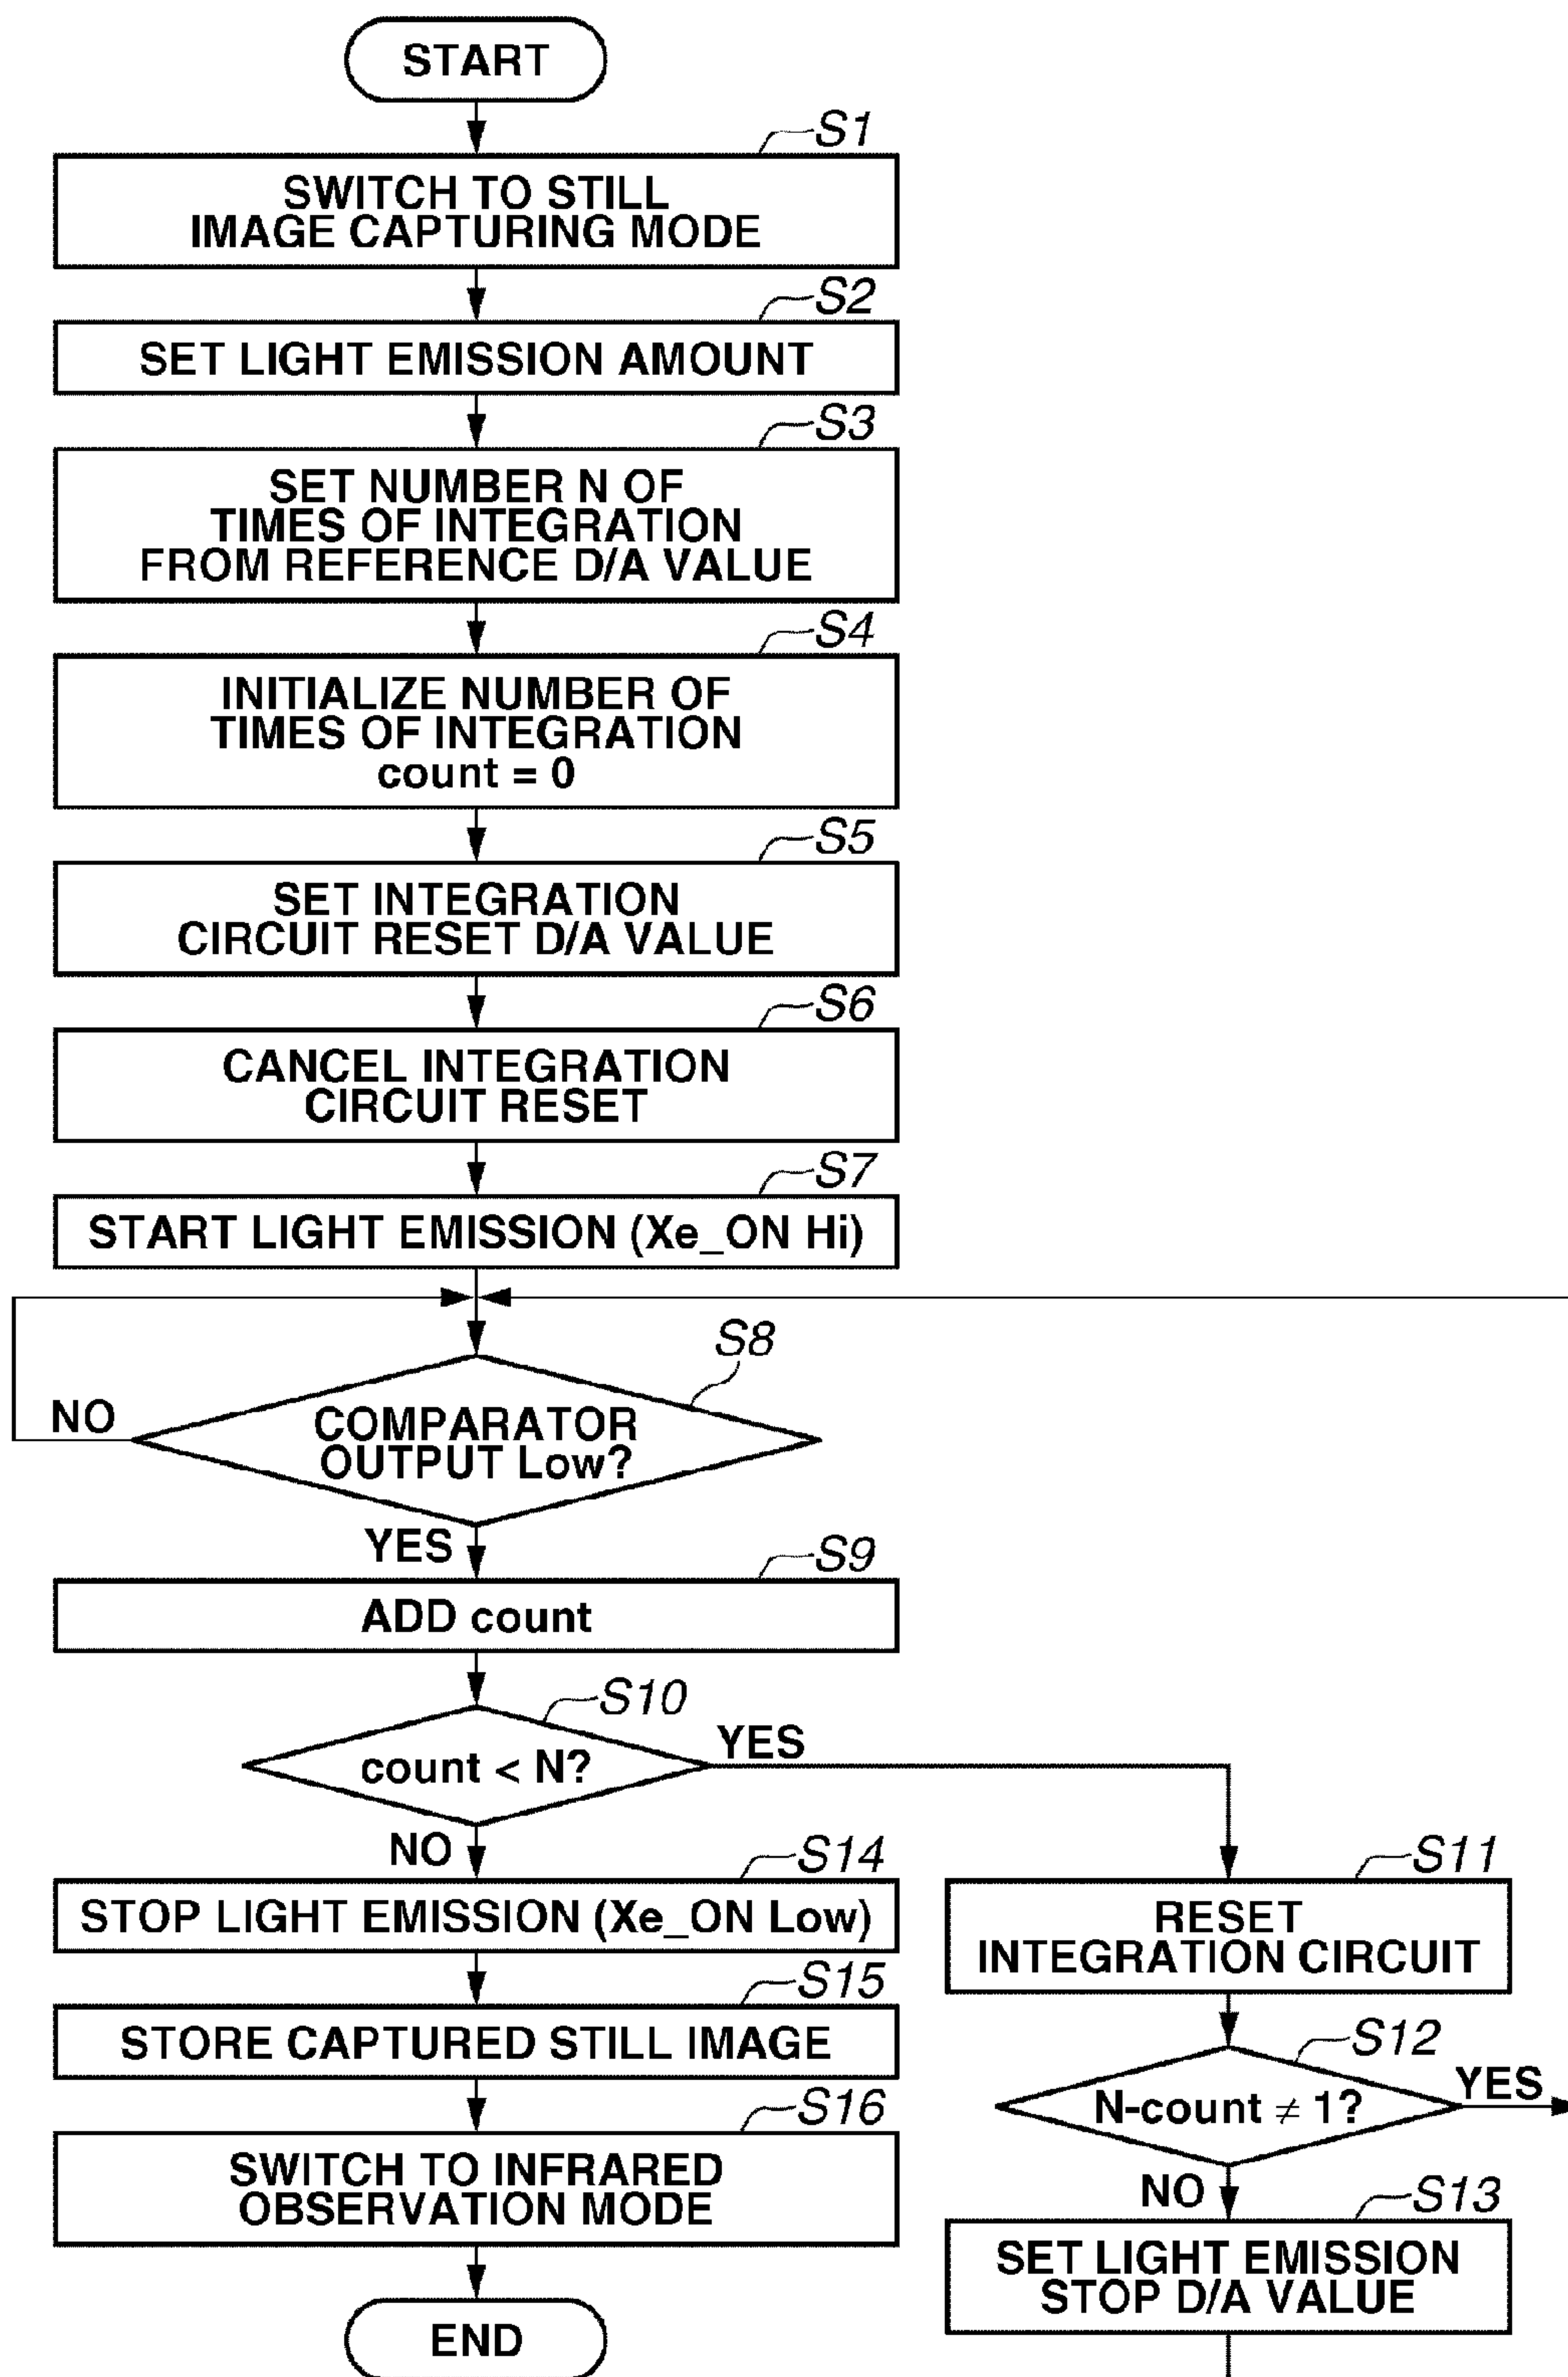 START
S1
SWITCH TO STILL
IMAGE CAPTURING MODE
S2
SET LIGHT EMISSION AMOUNT
S3
SET NUMBER N OF
TIMES OF INTEGRATION
FROM REFERENCE D/A VALUE
S4
INITIALIZE NUMBER OF
TIMES OF INTEGRATION
count = 0
S5
SET INTEGRATION
CIRCUIT RESET D/A VALUE
S6
CANCEL INTEGRATION
CIRCUIT RESET
S7
START LIGHT EMISSION (Xe_ON Hi)
S8
COMPARATOR
OUTPUT Low?
NO
YES
S9
ADD count
S10
count < N?
YES
NO
S14
STOP LIGHT EMISSION (Xe_ON Low)
S15
STORE CAPTURED STILL IMAGE
S16
SWITCH TO INFRARED
OBSERVATION MODE
END
S11
RESET
INTEGRATION CIRCUIT
S12
N-count ≠ 1?
YES
NO
S13
SET LIGHT EMISSION
STOP D/A VALUE